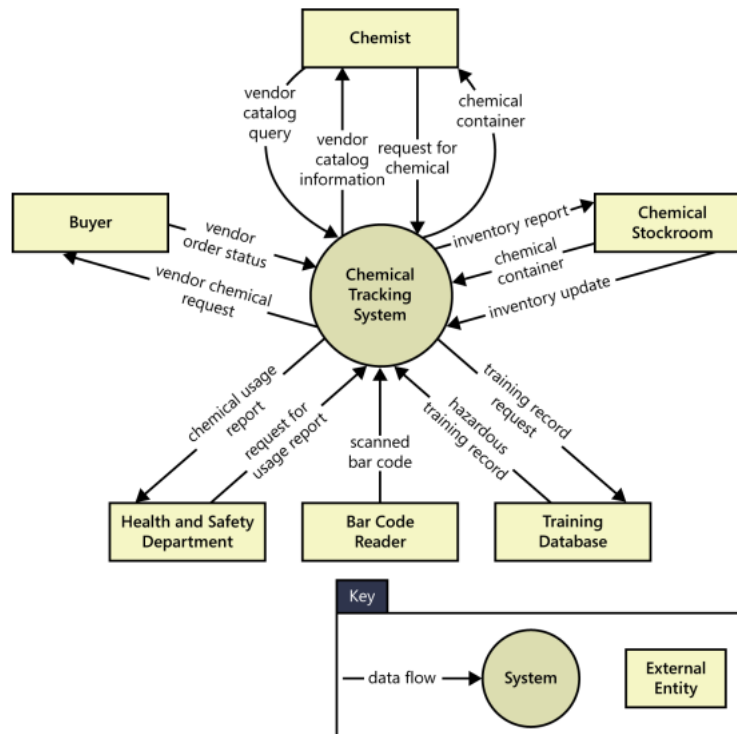 Chemist
vendor
catalog
query
vendor
catalog
information
request for
chemical
chemical
container
Buyer
vendor
order status
vendor chemical
request
Chemical
Tracking
System
inventory report
chemical
container
inventory update
Chemical
Stockroom
chemical usage
report
request for
usage report
scanned
bar code
hazardous
training record
training record
request
Health and Safety
Department
Bar Code
Reader
Training
Database
Key
data flow
System
External
Entity